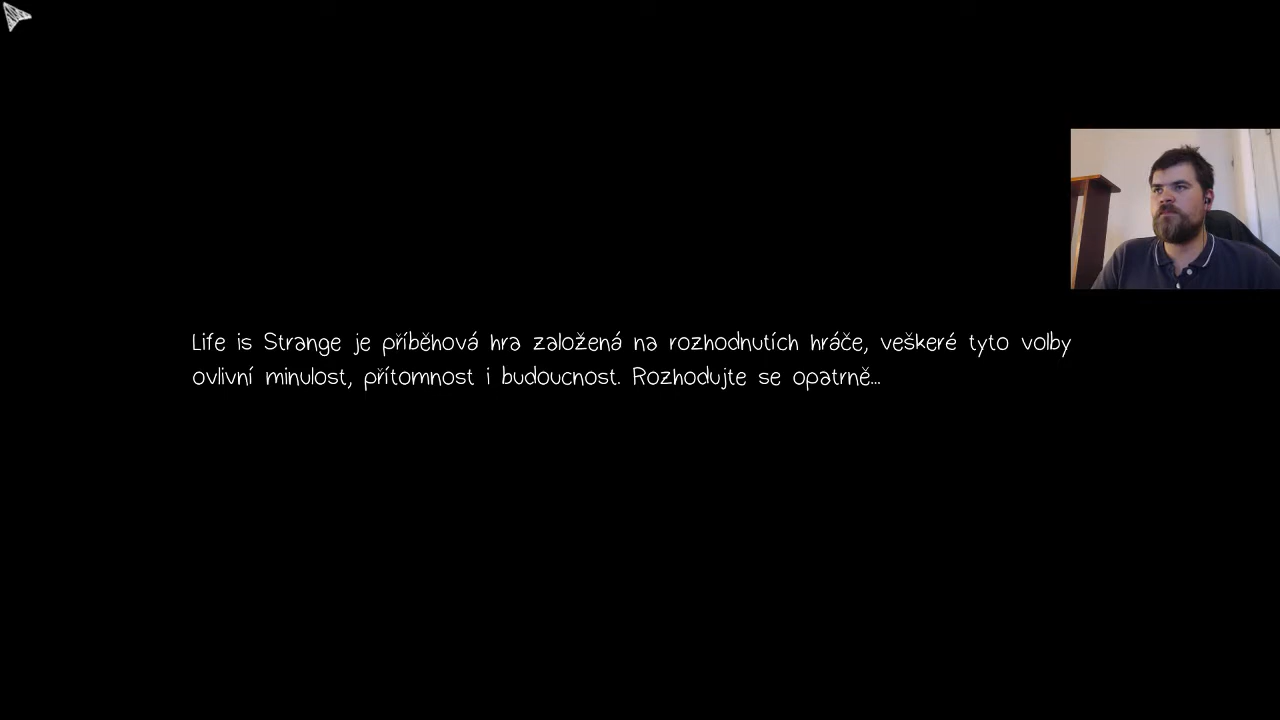 Life is Strange je příběhová hra založená na rozhodnutích hráče, veškeré tyto volby
ovlivní minulost, přítomnost i budoucnost. Rozhodujte se opatrně...